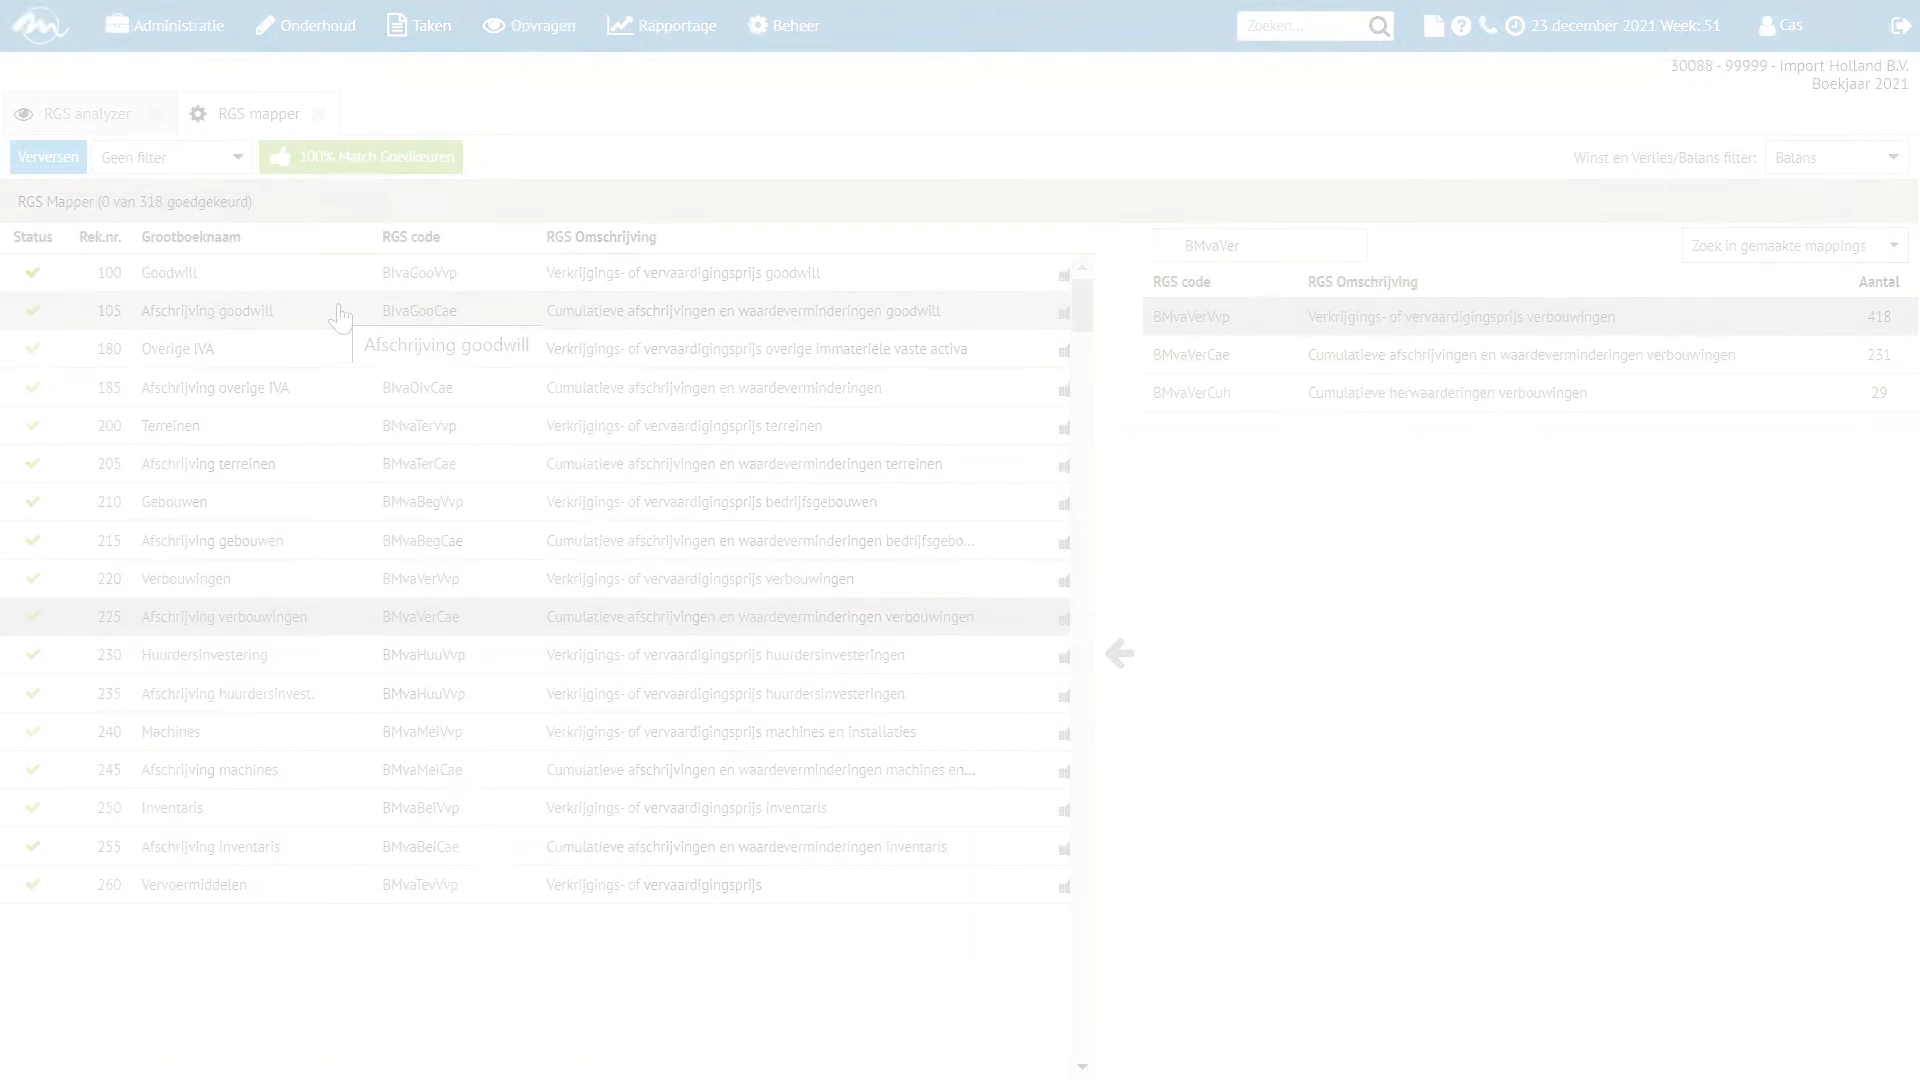 Administratie Onderhoud Taken Opvragen Rapportage Beheer Zoeken... 23 december 2021 Week: 51 Cas
30088 - 99999 - Import Holland B.V.
Boekjaar 2021
RGS analyzer RGS mapper
Verversen Geen filter 100% Match Goedkeuren Winst en Verlies/Balans filter: Balans
RGS Mapper (0 van 318 goedgekeurd)
Status Rek.nr. Grootboeknaam RGS code RGS Omschrijving
100 Goodwill BIvaGooVvp Verkrijgings- of vervaardigingsprijs goodwill
105 Afschrijving goodwill BIvaGooCae Cumulatieve afschrijvingen en waardeverminderingen goodwill
Afschrijving goodwill
180 Overige IVA Verkrijgings- of vervaardigingsprijs overige immateriële vaste activa
185 Afschrijving overige IVA BIvaOivCae Cumulatieve afschrijvingen en waardeverminderingen
200 Terreinen BMvaTerVvp Verkrijgings- of vervaardigingsprijs terreinen
205 Afschrijving terreinen BMvaTerCae Cumulatieve afschrijvingen en waardeverminderingen terreinen
210 Gebouwen BMvaBegVvp Verkrijgings- of vervaardigingsprijs bedrijfsgebouwen
215 Afschrijving gebouwen BMvaBegCae Cumulatieve afschrijvingen en waardeverminderingen bedrijfsgebo...
220 Verbouwingen BMvaVerVvp Verkrijgings- of vervaardigingsprijs verbouwingen
225 Afschrijving verbouwingen BMvaVerCae Cumulatieve afschrijvingen en waardeverminderingen verbouwingen
230 Huurdersinvestering BMvaHuuVvp Verkrijgings- of vervaardigingsprijs huurdersinvesteringen
235 Afschrijving huurdersinvest. BMvaHuuVvp Verkrijgings- of vervaardigingsprijs huurdersinvesteringen
240 Machines BMvaMeiVvp Verkrijgings- of vervaardigingsprijs machines en installaties
245 Afschrijving machines BMvaMeiCae Cumulatieve afschrijvingen en waardeverminderingen machines en...
250 Inventaris BMvaBeiVvp Verkrijgings- of vervaardigingsprijs inventaris
255 Afschrijving inventaris BMvaBeiCae Cumulatieve afschrijvingen en waardeverminderingen inventaris
260 Vervoermiddelen BMvaTevVvp Verkrijgings- of vervaardigingsprijs
BMvaVer Zoek in gemaakte mappings
RGS code RGS Omschrijving Aantal
BMvaVerVvp Verkrijgings- of vervaardigingsprijs verbouwingen 418
BMvaVerCae Cumulatieve afschrijvingen en waardeverminderingen verbouwingen 231
BMvaVerCuh Cumulatieve herwaarderingen verbouwingen 29